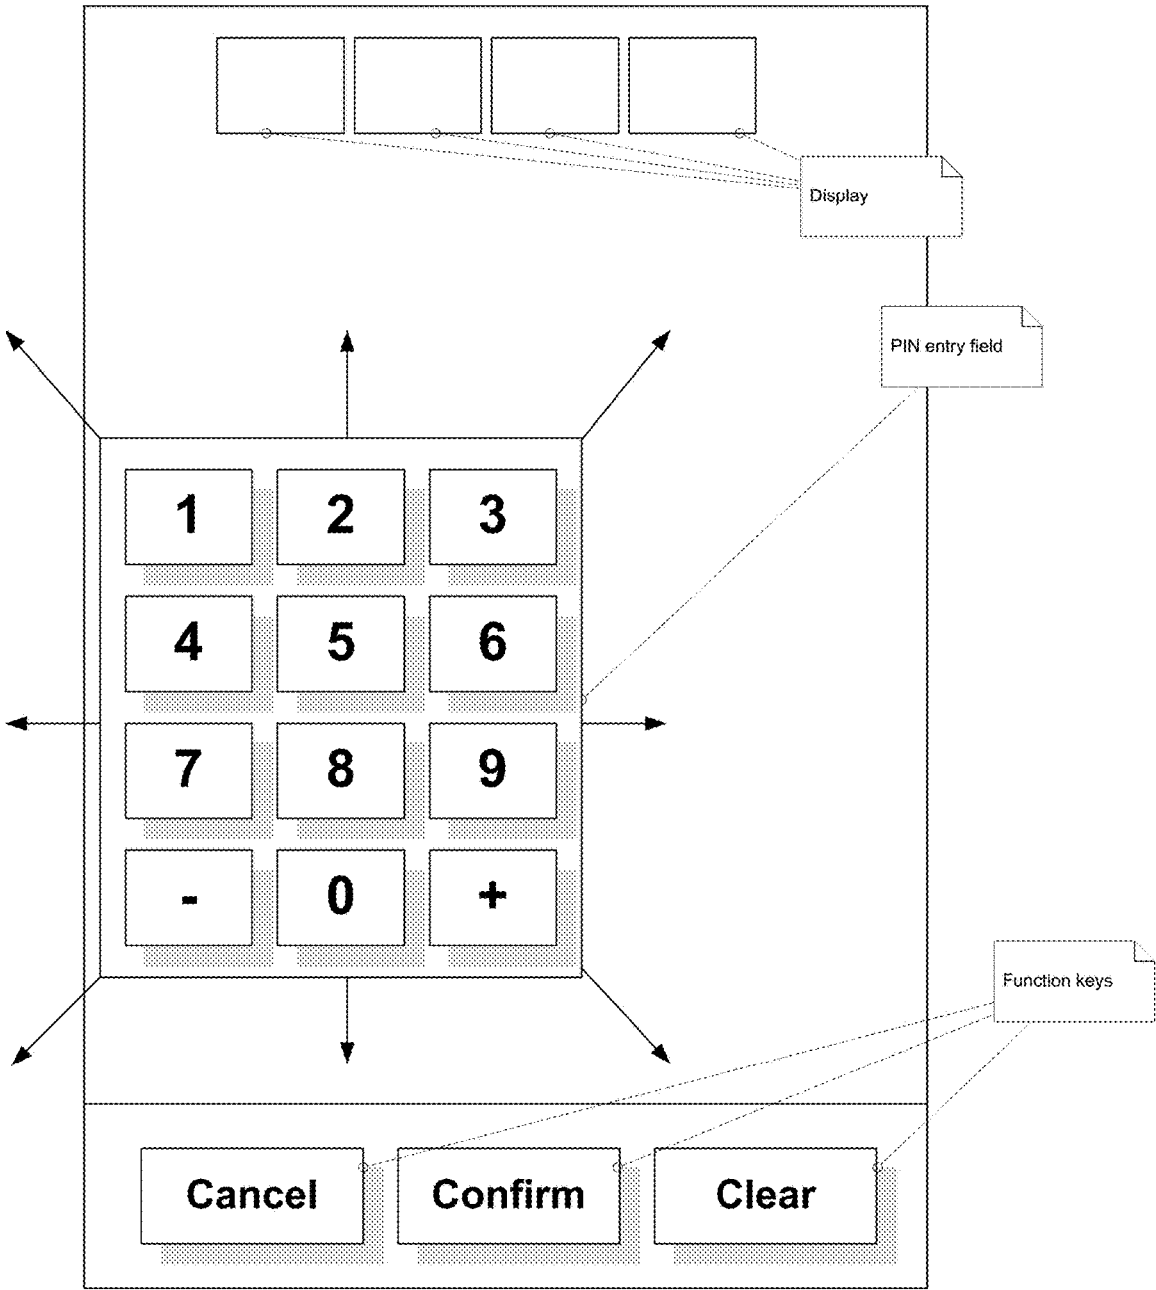 Display
PIN entry field
1 2 3
4 5 6
7 8 9
- 0 +
Function keys
Cancel Confirm Clear